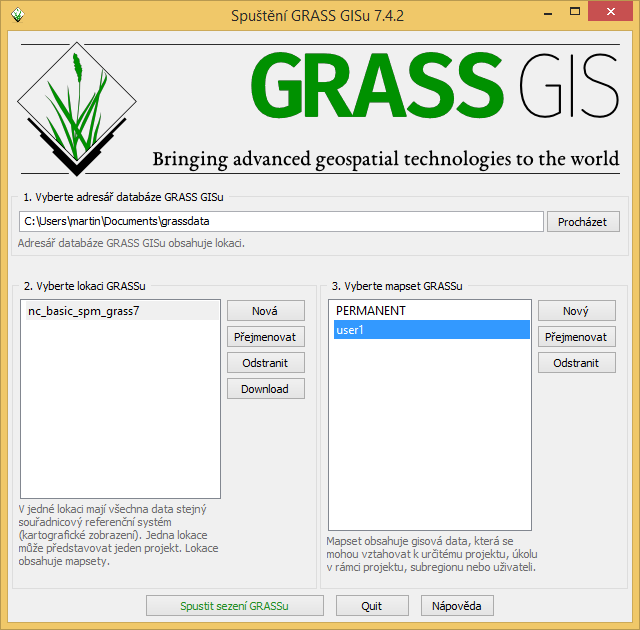 Spuštění GRASS GISu 7.4.2
GRASS GIS
Bringing advanced geospatial technologies to the world
1. Vyberte adresář databáze GRASS GISu
C:\Users\martin\Documents\grassdata
Procházet
Adresář databáze GRASS GISu obsahuje lokaci.
2. Vyberte lokaci GRASSu
nc_basic_spm_grass7
Nová
Přejmenovat
Odstranit
Download
V jedné lokaci mají všechna data stejný
souřadnicový referenční systém
(kartografické zobrazení). Jedna lokace
může představovat jeden projekt. Lokace
obsahuje mapsety.
3. Vyberte mapset GRASSu
PERMANENT
user1
Nový
Přejmenovat
Odstranit
Mapset obsahuje gisová data, která se
mohou vztahovat k určitému projektu, úkolu
v rámci projektu, subregionu nebo uživateli.
Spustit sezení GRASSu
Quit
Nápověda